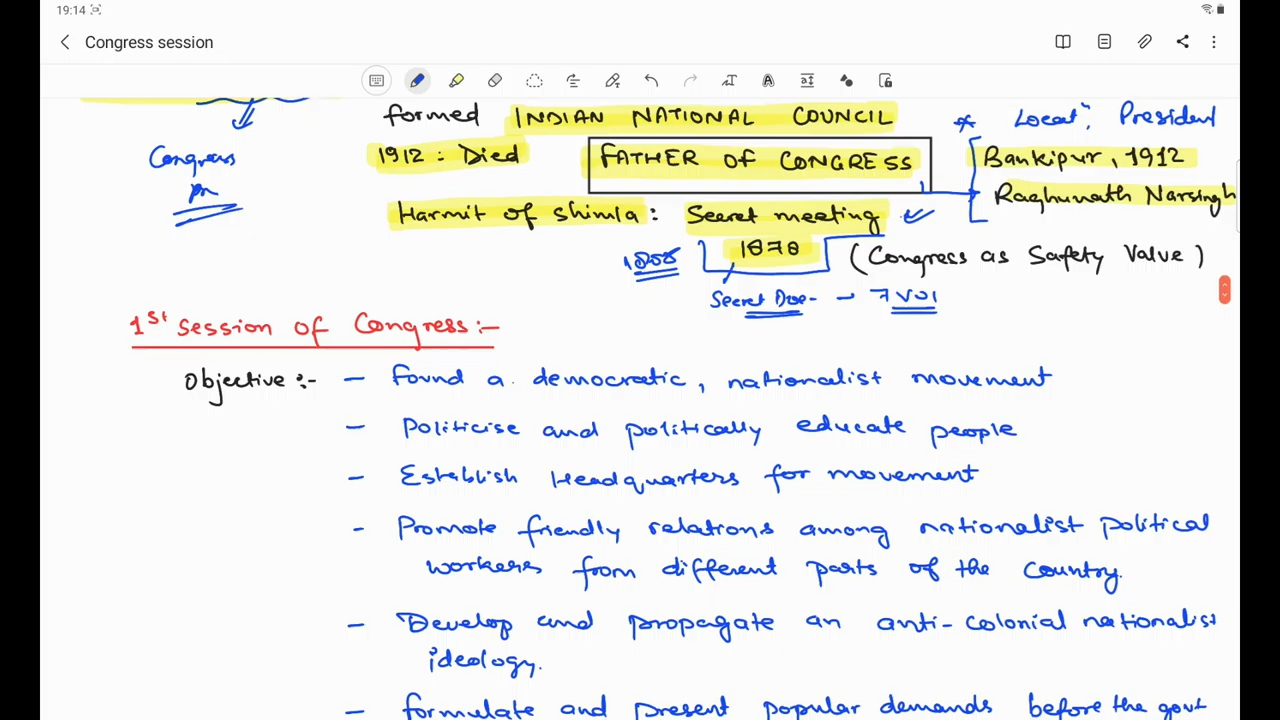 19:14
Congress session
formed INDIAN NATIONAL COUNCIL
* Locatⁿ, President
Congress
1912 : Died
FATHER OF CONGRESS
Bankipur, 1912
Raghunath Narsingh
Harmit of Shimla : Secret meeting
1878
(Congress as Safety Valve)
Secret Doc - 7 Vol
1st Session of Congress :-
Objective :- - Found a democratic, nationalist movement
- Politicise and politically educate people
- Establish Headquarters for movement
- Promote friendly relations among nationalist political
workers from different parts of the Country.
- Develop and propagate an anti-colonial nationalist
ideology.
- formulate and present popular demands before the govt